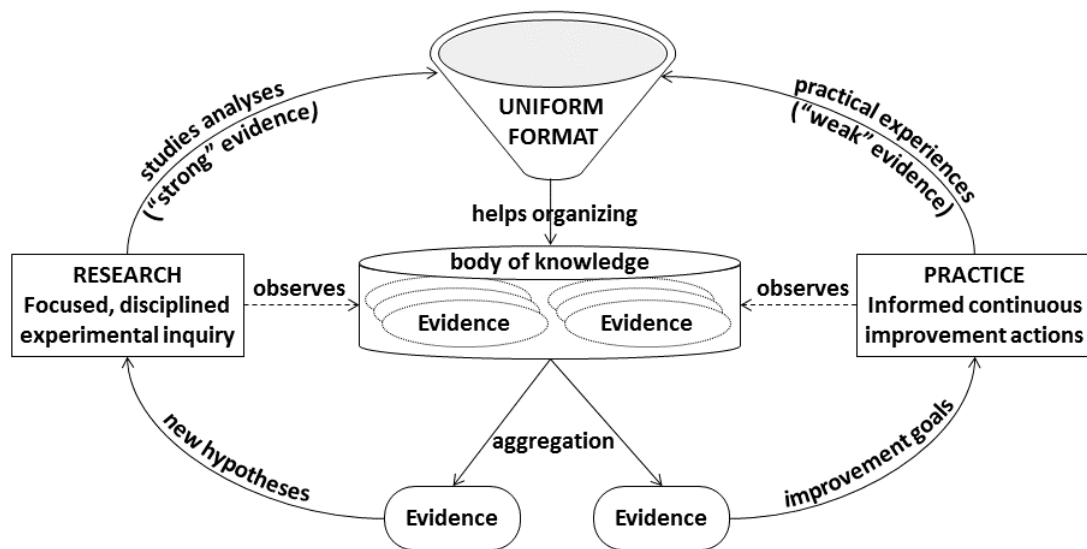 UNIFORM
FORMAT
studies analyses
(“strong” evidence)
practical experiences
(“weak” evidence)
helps organizing
RESEARCH
Focused, disciplined
experimental inquiry
observes
body of knowledge
Evidence
Evidence
observes
PRACTICE
Informed continuous
improvement actions
new hypotheses
aggregation
improvement goals
Evidence
Evidence